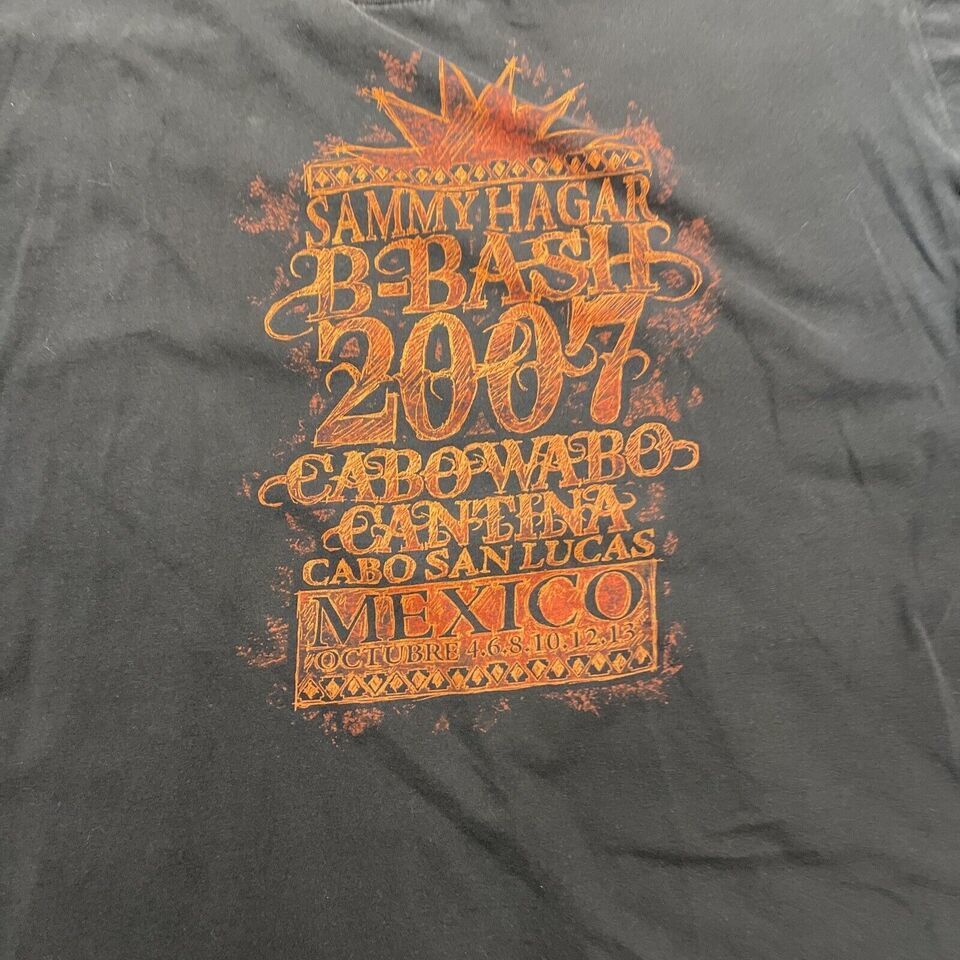 SAMMY HAGAR
B-BASH
2007
CABO WABO
CANTINA
CABO SAN LUCAS
MEXICO
OCTUBRE 4.6.8.10.12.13